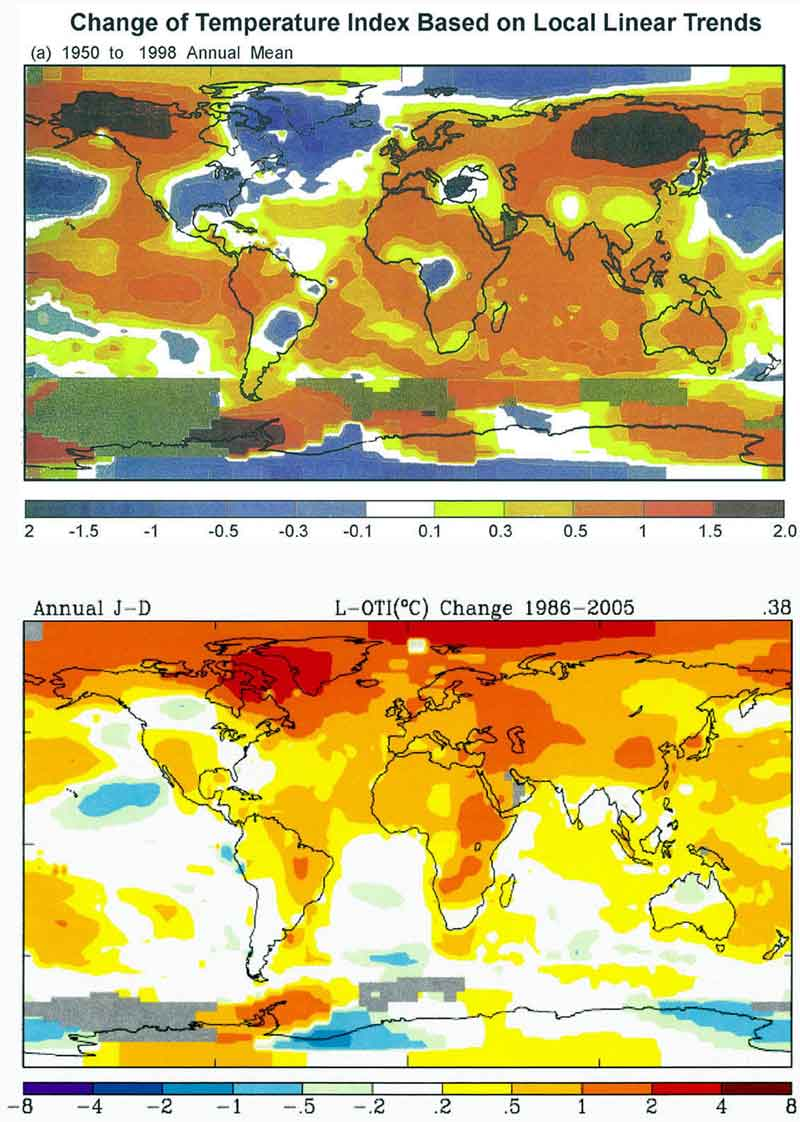 Change of Temperature Index Based on Local Linear Trends
(a) 1950 to 1998 Annual Mean
2 -1.5 -1 -0.5 -0.3 -0.1 0.1 0.3 0.5 1 1.5 2.0
Annual J-D L-OTI(°C) Change 1986-2005 .38
-8 -4 -2 -1 -.5 -.2 .2 .5 1 2 4 8